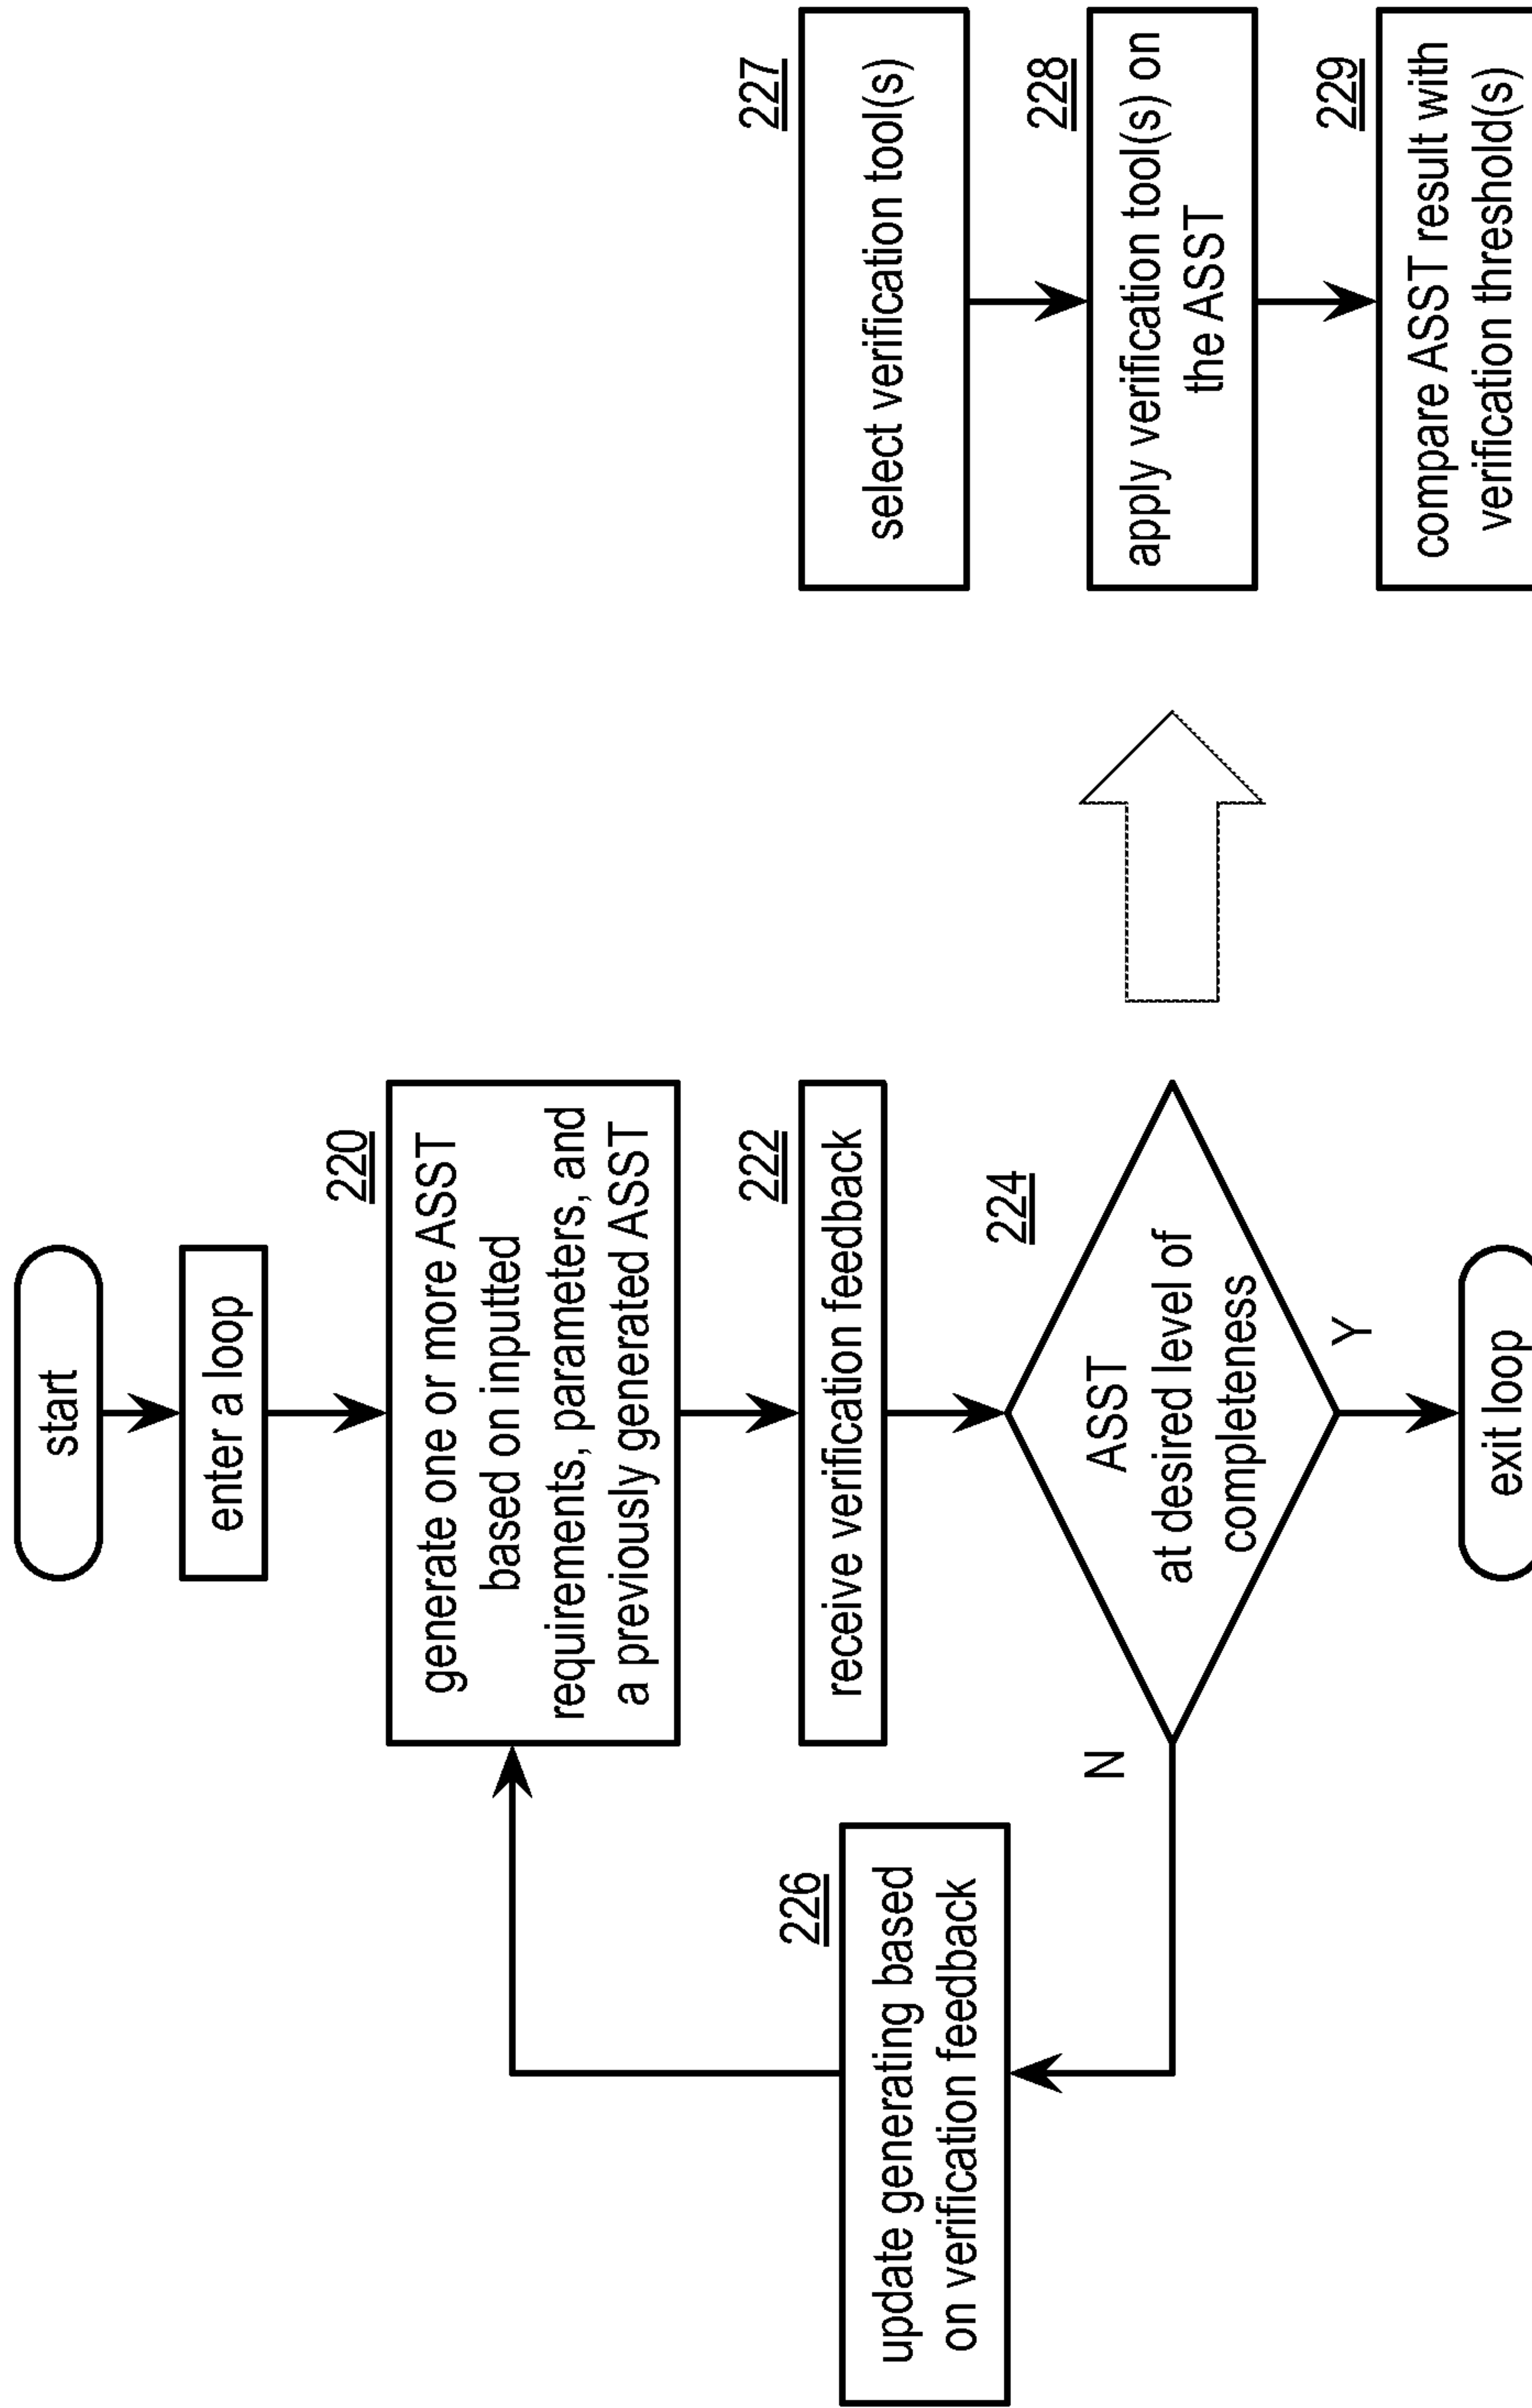 start
enter a loop
220
generate one or more ASST
based on inputted
requirements, parameters, and
a previously generated ASST
222
receive verification feedback
224
ASST
at desired level of
completeness
N
Y
226
update generating based
on verification feedback
exit loop
227
select verification tool(s)
228
apply verification tool(s) on
the ASST
229
compare ASST result with
verification threshold(s)